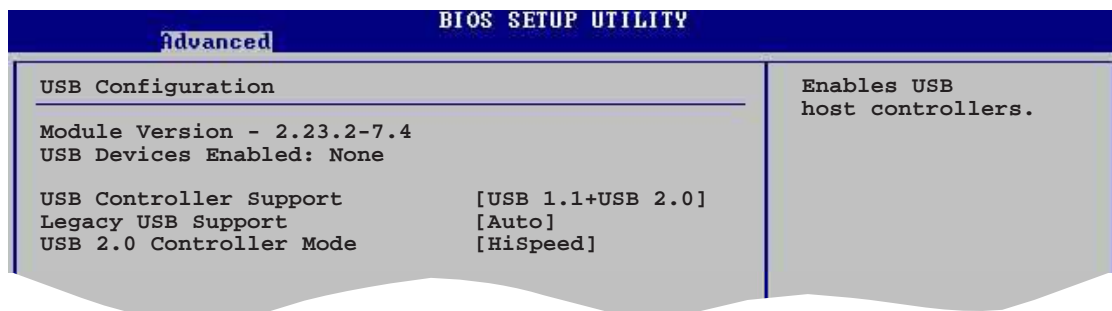 BIOS SETUP UTILITY
Advanced
USB Configuration
Module Version - 2.23.2-7.4
USB Devices Enabled: None
USB Controller Support [USB 1.1+USB 2.0]
Legacy USB Support [Auto]
USB 2.0 Controller Mode [HiSpeed]
Enables USB
host controllers.